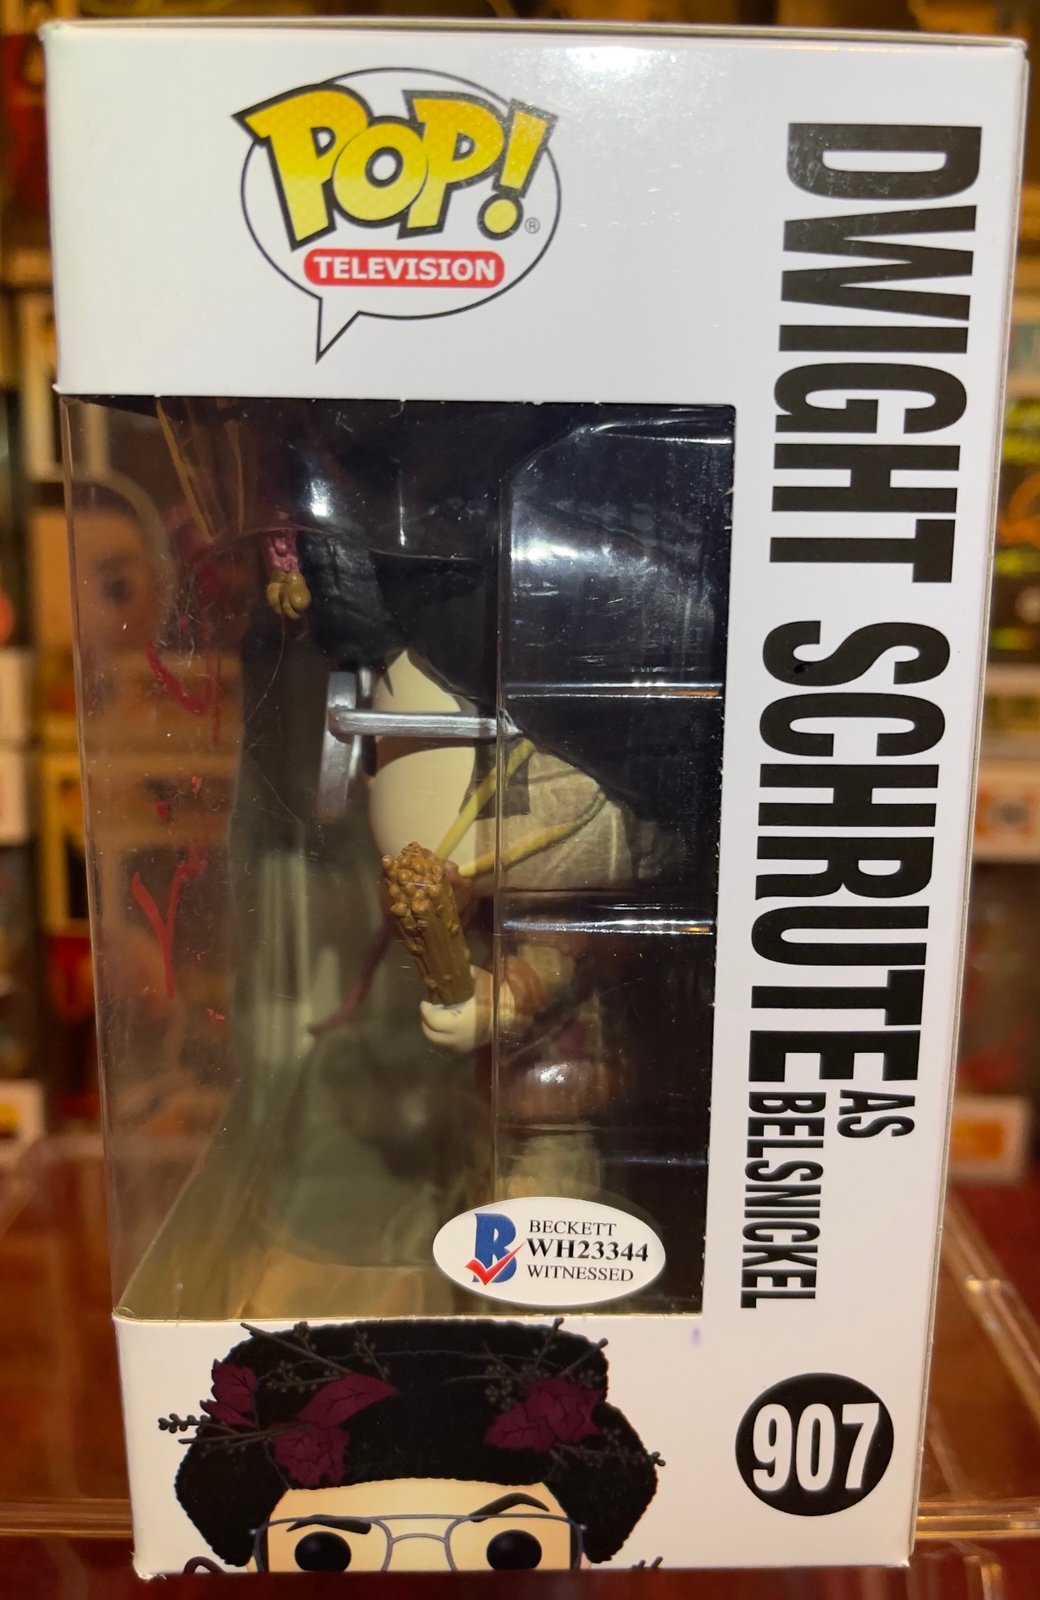 POP!
®
TELEVISION
DWIGHT SCHRUTE AS
BELSNICKEL
BECKETT
WH23344
WITNESSED
907